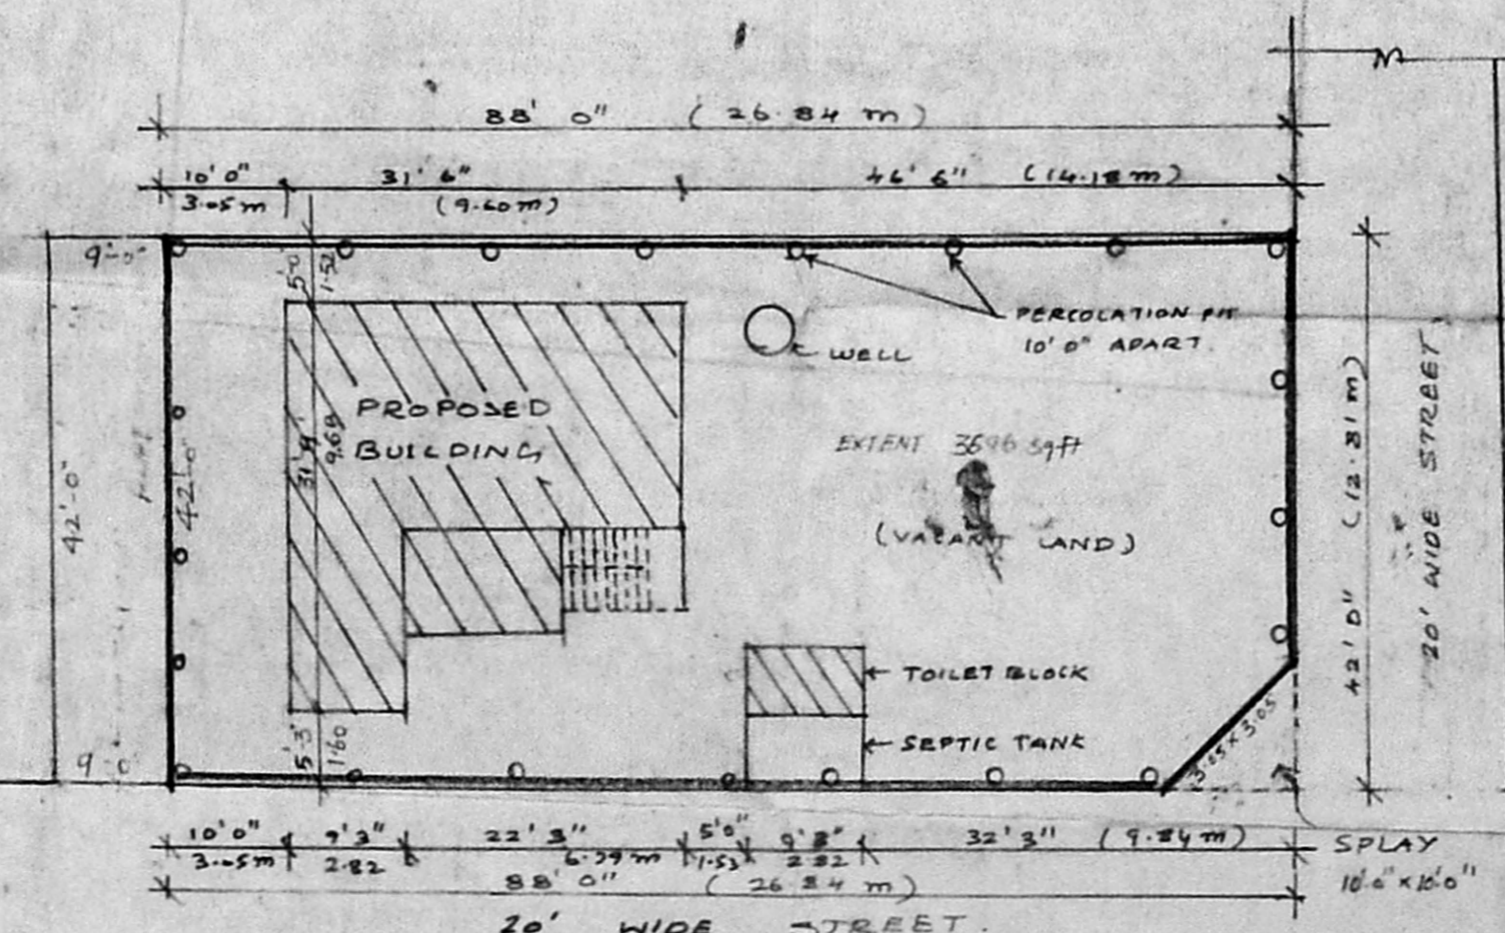 88' 0" (26.84 m)
10' 0" 31' 6" 46' 6" (14.18 m)
3.05 m (9.60 m)
9'-0"
5'-0
1.52
PERCOLATION PIT
10' 0" APART.
WELL
PROPOSED
BUILDING
31'9"
9.69
EXTENT 3696 sqft
(VACANT LAND)
42'-0"
42'-0"
42' 0" (12.81 m)
20' WIDE STREET.
TOILET BLOCK
SEPTIC TANK
5'-3"
1.60
9'-0"
3.05 x 3.05
10' 0" 9' 3" 22' 3" 5' 0" 9' 3" 32' 3" (9.84 m)
3.05 m 2.82 6.79 m 1.53 2.82
SPLAY
10'.0" x 10'.0"
88' 0" (26.84 m)
20' WIDE STREET.